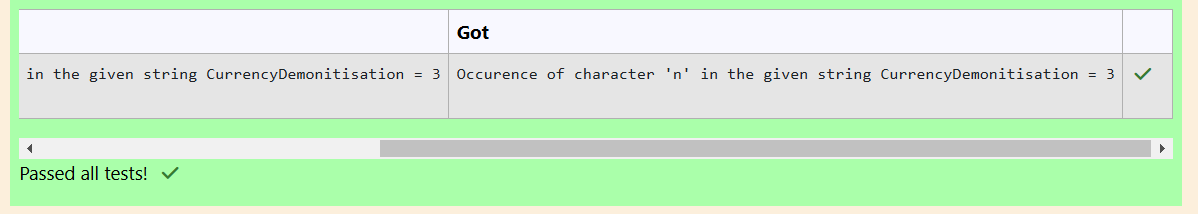 Got
in the given string CurrencyDemonitisation = 3 Occurence of character 'n' in the given string CurrencyDemonitisation = 3
Passed all tests!